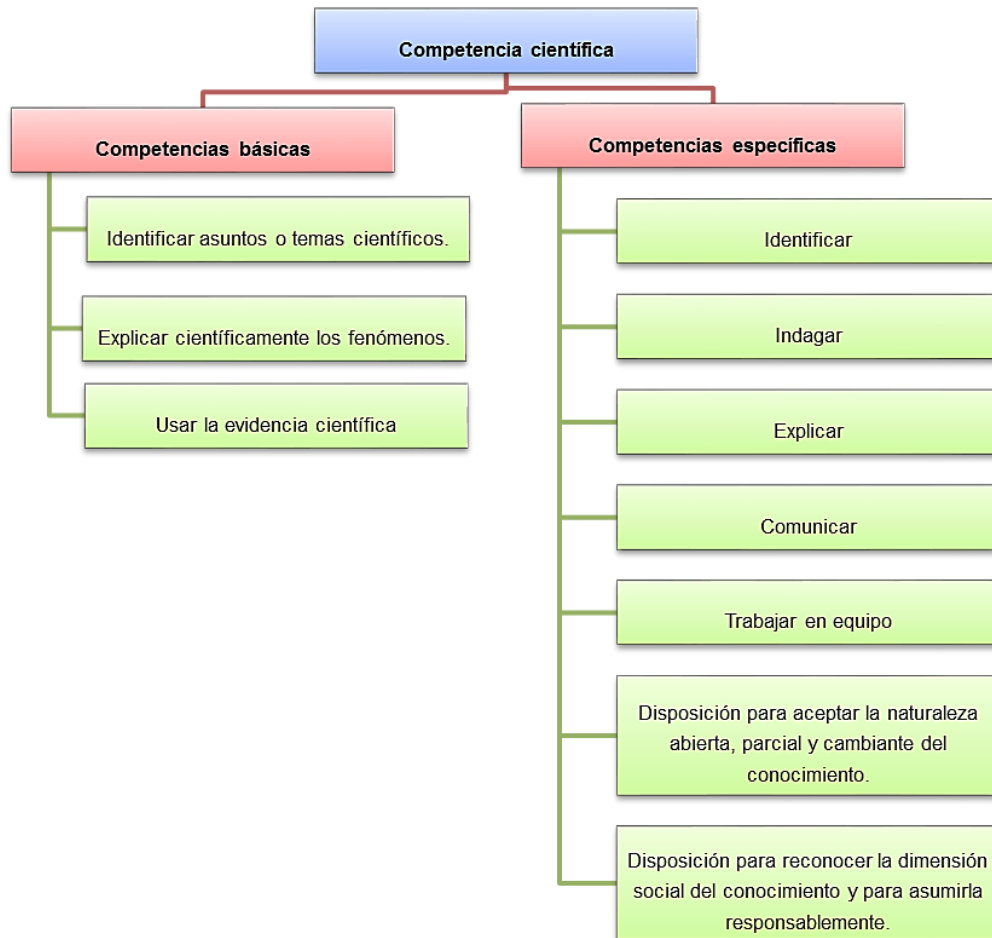 Competencia científica
Competencias básicas
Identificar asuntos o temas científicos.
Explicar científicamente los fenómenos.
Usar la evidencia científica
Competencias específicas
Identificar
Indagar
Explicar
Comunicar
Trabajar en equipo
Disposición para aceptar la naturaleza
abierta, parcial y cambiante del
conocimiento.
Disposición para reconocer la dimensión
social del conocimiento y para asumirla
responsablemente.